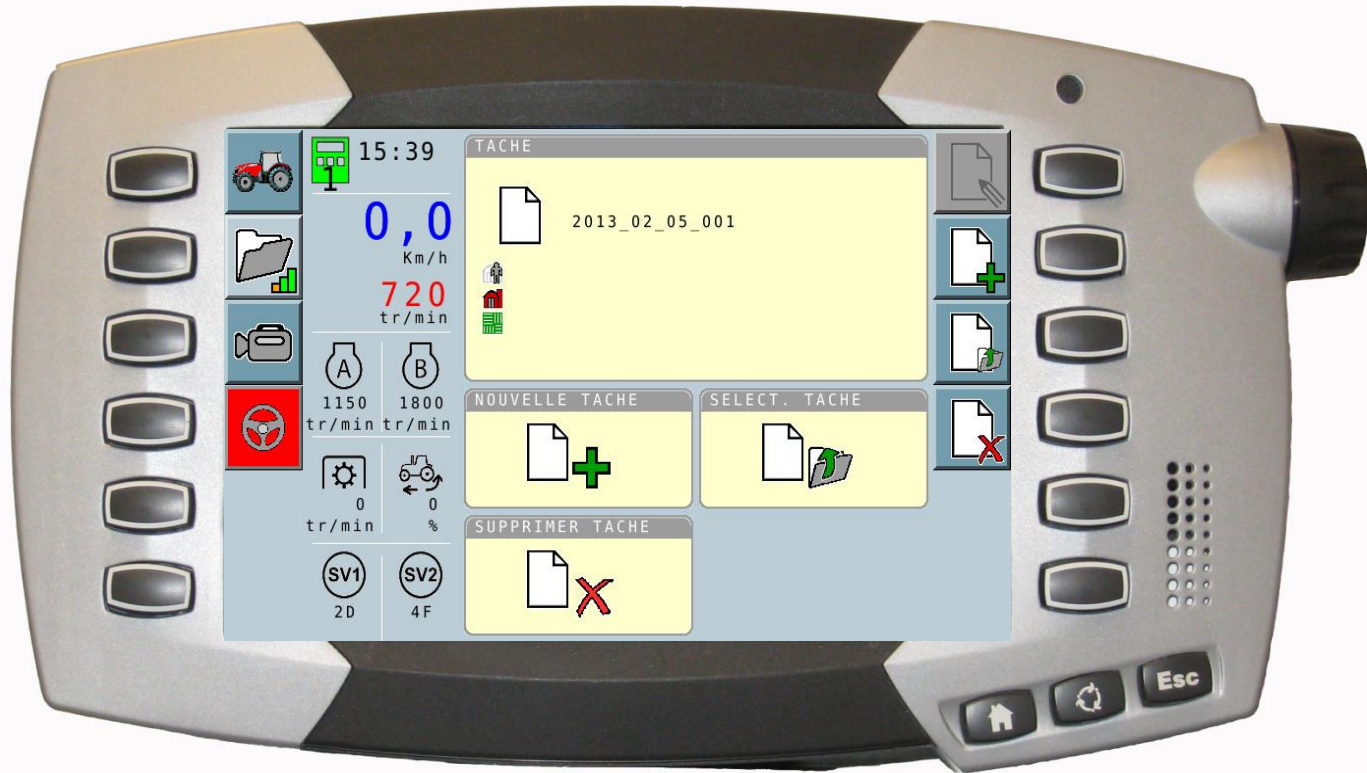 1
15:39
0,0
Km/h
720
tr/min
A
B
1150
1800
tr/min
tr/min
0
0
tr/min
%
SV1
SV2
2D
4F
TACHE
2013_02_05_001
NOUVELLE TACHE
SELECT. TACHE
SUPPRIMER TACHE
Esc